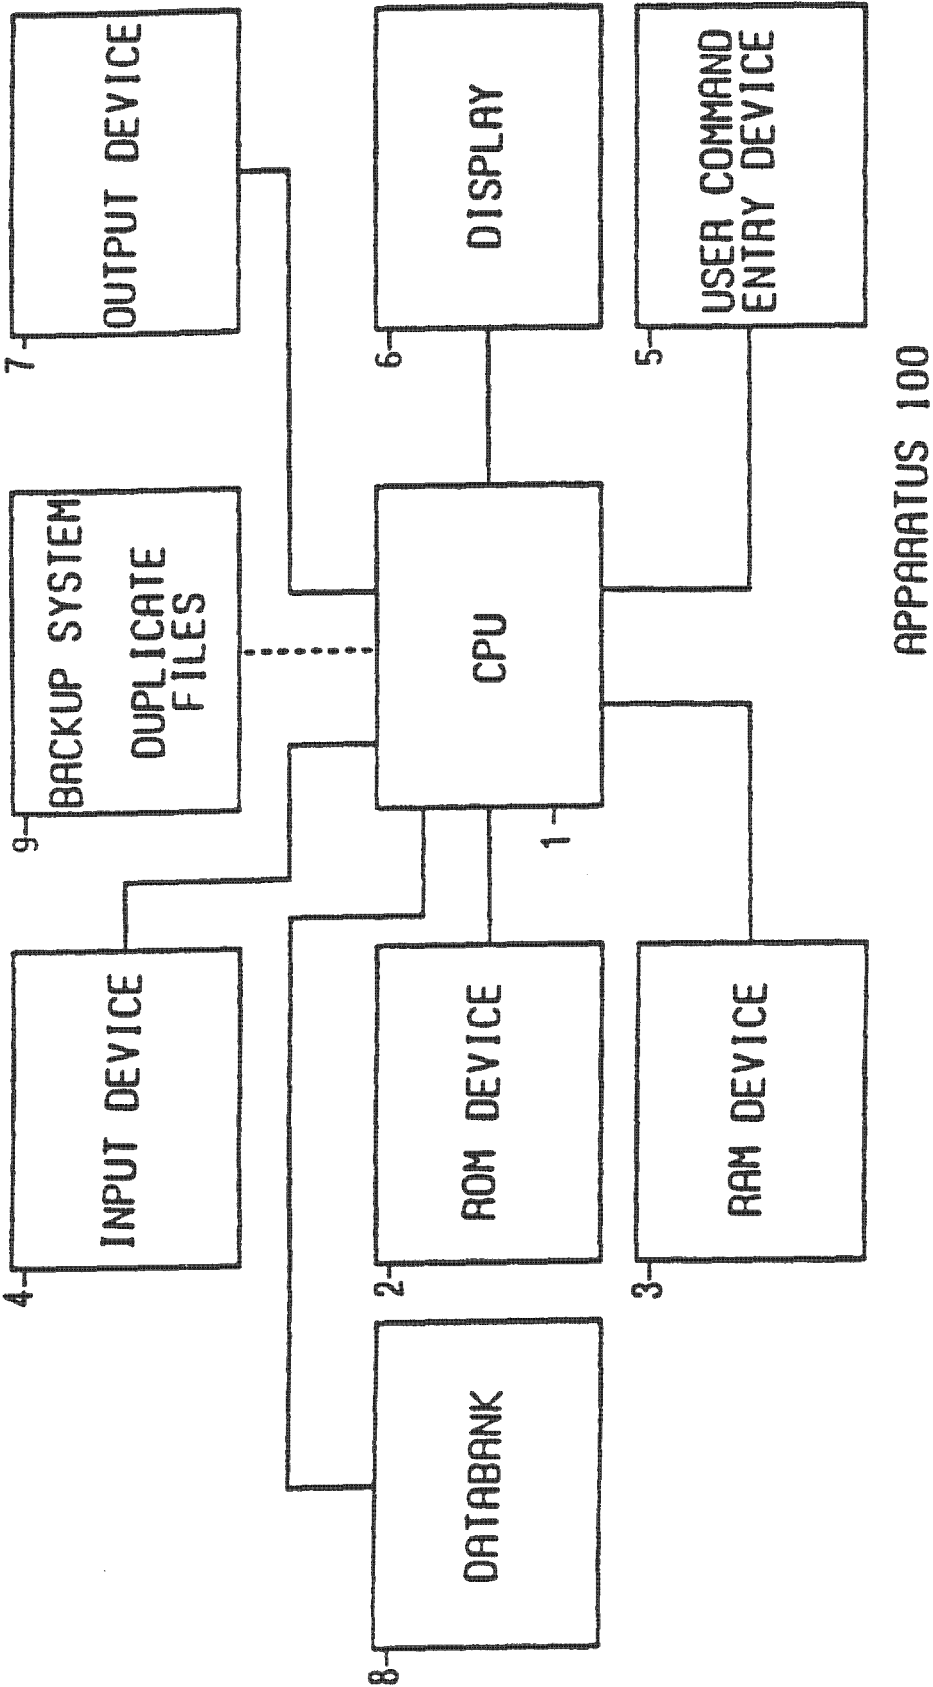 4
INPUT DEVICE
9
BACKUP SYSTEM
DUPLICATE
FILES
7
OUTPUT DEVICE
8
DATABANK
2
ROM DEVICE
CPU
1
6
DISPLAY
3
RAM DEVICE
5
USER COMMAND
ENTRY DEVICE
APPARATUS 100